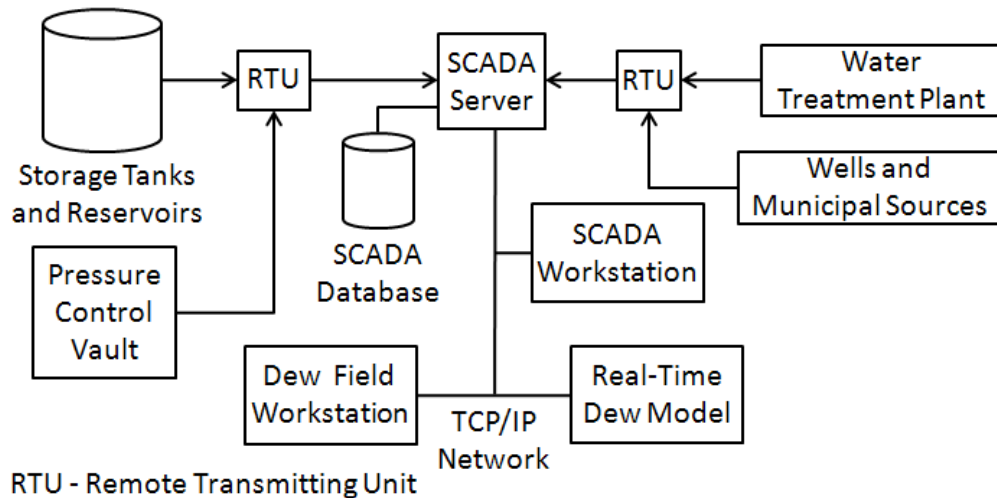 RTU
SCADA
Server
RTU
Water
Treatment Plant
Storage Tanks
and Reservoirs
Wells and
Municipal Sources
SCADA
Database
SCADA
Workstation
Pressure
Control
Vault
Dew Field
Workstation
Real-Time
Dew Model
TCP/IP
Network
RTU - Remote Transmitting Unit